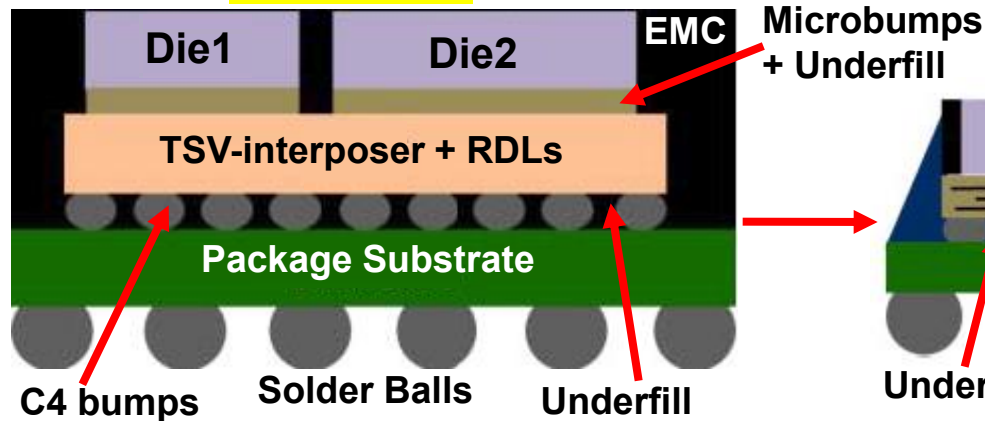 Die1
Die2
EMC
Microbumps
+ Underfill
TSV-interposer + RDLs
Package Substrate
C4 bumps
Solder Balls
Underfill